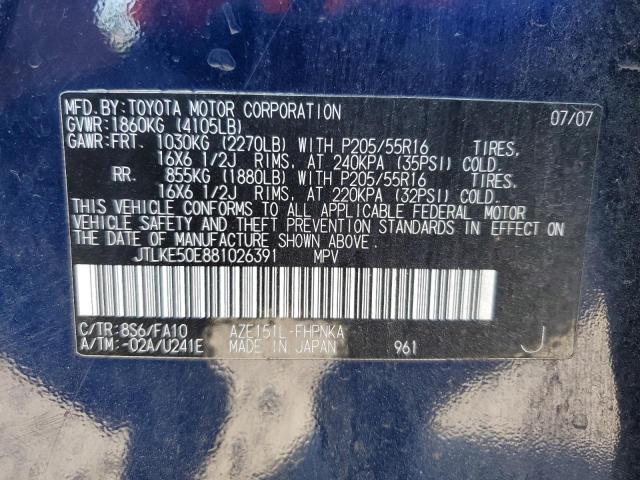 MFD.BY:TOYOTA MOTOR CORPORATION 07/07
GVWR:1860KG (4105LB)
GAWR:FRT. 1030KG (2270LB) WITH P205/55R16 TIRES,
16X6 1/2J RIMS, AT 240KPA (35PSI) COLD.
RR. 855KG (1880LB) WITH P205/55R16 TIRES,
16X6 1/2J RIMS, AT 220KPA (32PSI) COLD.
THIS VEHICLE CONFORMS TO ALL APPLICABLE FEDERAL MOTOR
VEHICLE SAFETY AND THEFT PREVENTION STANDARDS IN EFFECT ON
THE DATE OF MANUFACTURE SHOWN ABOVE.
JTLKE50E881026391 MPV
C/TR:8S6/FA10 AZE151L-FHPNKA
A/TM:-02A/U241E MADE IN JAPAN 961 J